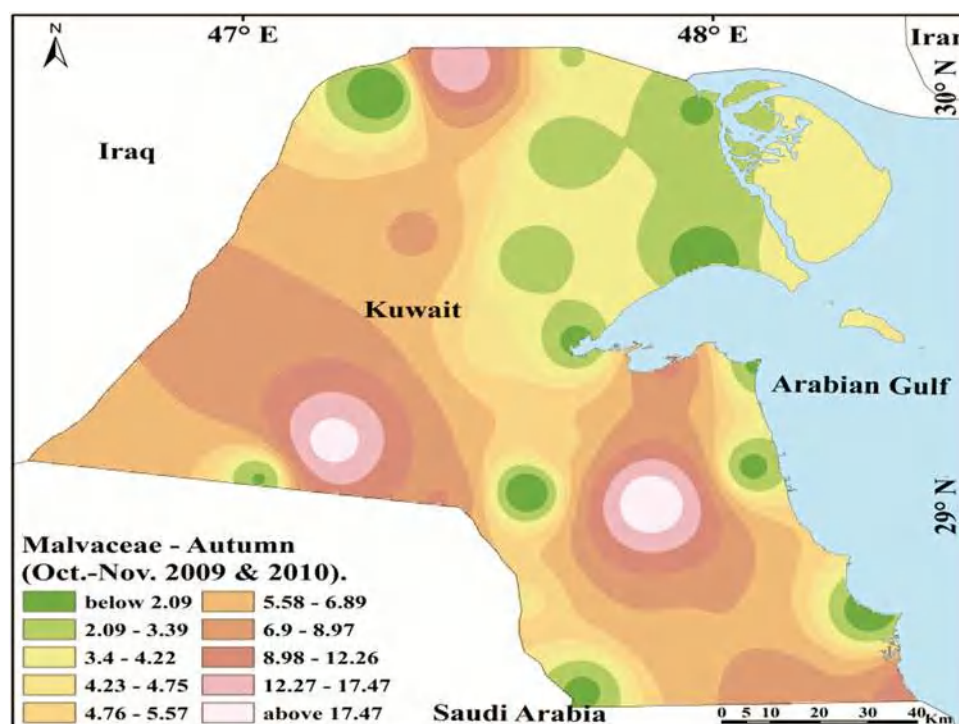 47° E 48° E
N
Iran
30° N
Iraq
Kuwait
Arabian Gulf
29° N
Malvaceae - Autumn
(Oct.-Nov. 2009 & 2010).
below 2.09 5.58 - 6.89
2.09 - 3.39 6.9 - 8.97
3.4 - 4.22 8.98 - 12.26
4.23 - 4.75 12.27 - 17.47
4.76 - 5.57 above 17.47
Saudi Arabia
0 5 10 20 30 40
Km